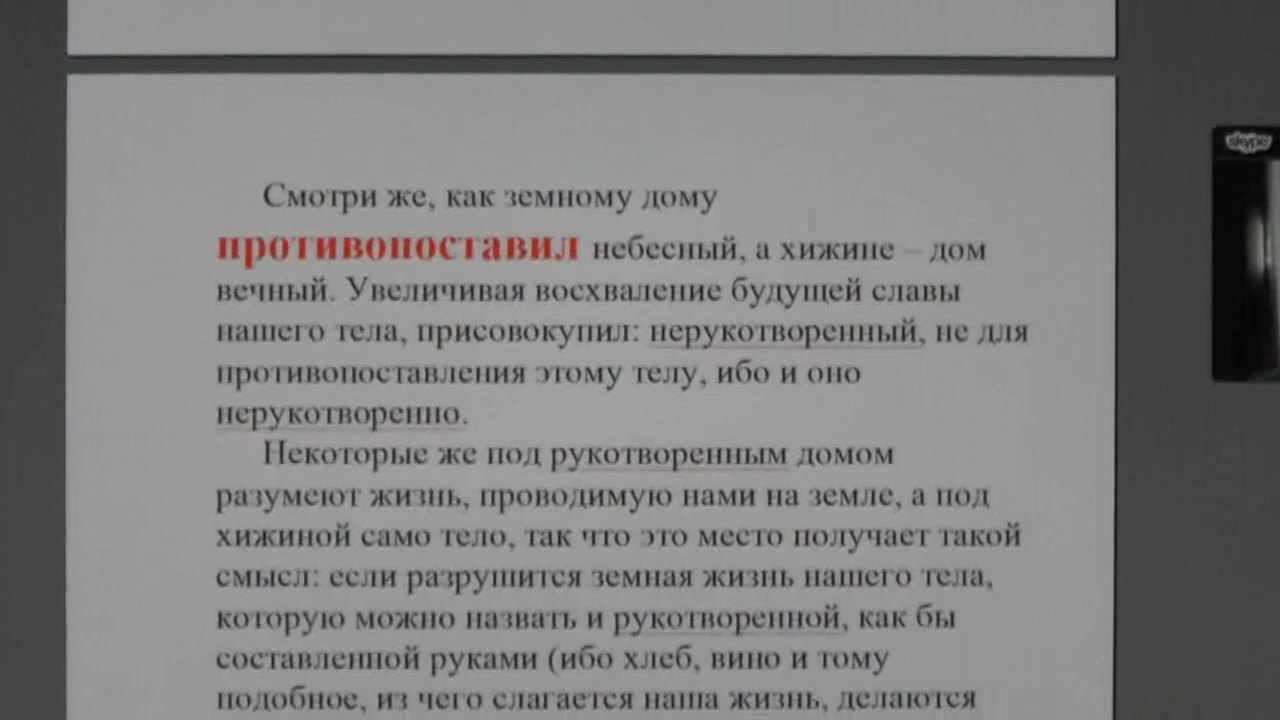 Смотри же, как земному дому
противопоставил небесный, а хижине – дом
вечный. Увеличивая восхваление будущей славы
нашего тела, присовокупил: нерукотворенный, не для
противопоставления этому телу, ибо и оно
нерукотворенно.
Некоторые же под рукотворенным домом
разумеют жизнь, проводимую нами на земле, а под
хижиной само тело, так что это место получает такой
смысл: если разрушится земная жизнь нашего тела,
которую можно назвать и рукотворенной, как бы
составленной руками (ибо хлеб, вино и тому
подобное, из чего слагается наша жизнь, делаются
skype